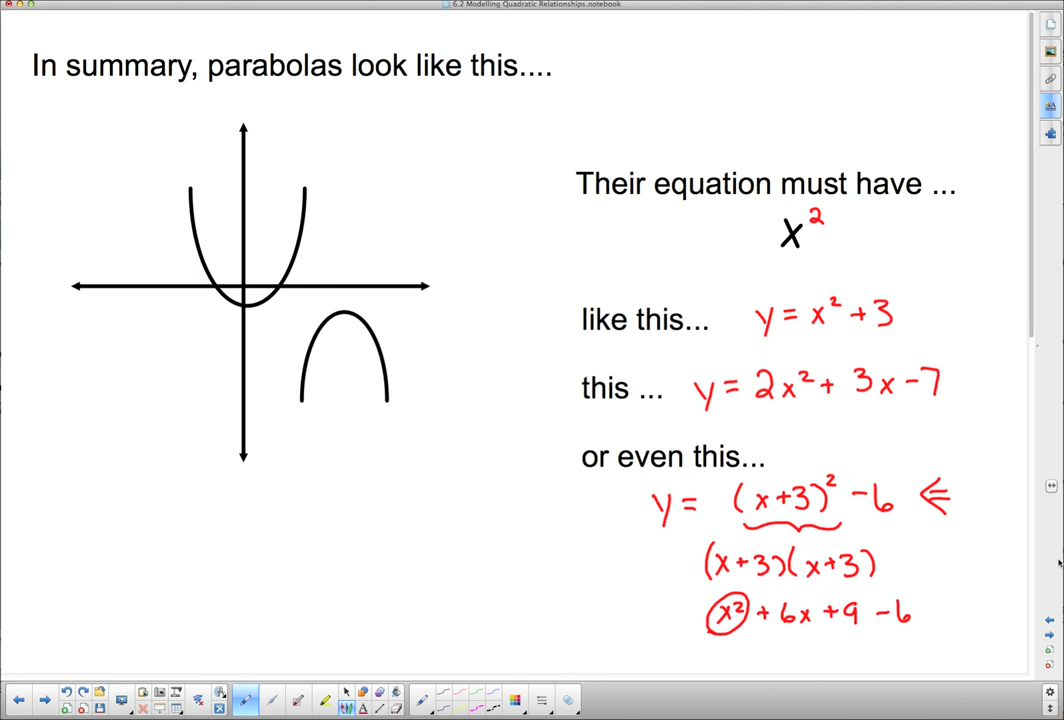 6.2 Modelling Quadratic Relationships.notebook
In summary, parabolas look like this....
Their equation must have ...
x²
like this... y = x² + 3
this ... y = 2x² + 3x - 7
or even this...
y = (x+3)² - 6
(x+3)(x+3)
x² + 6x + 9 - 6